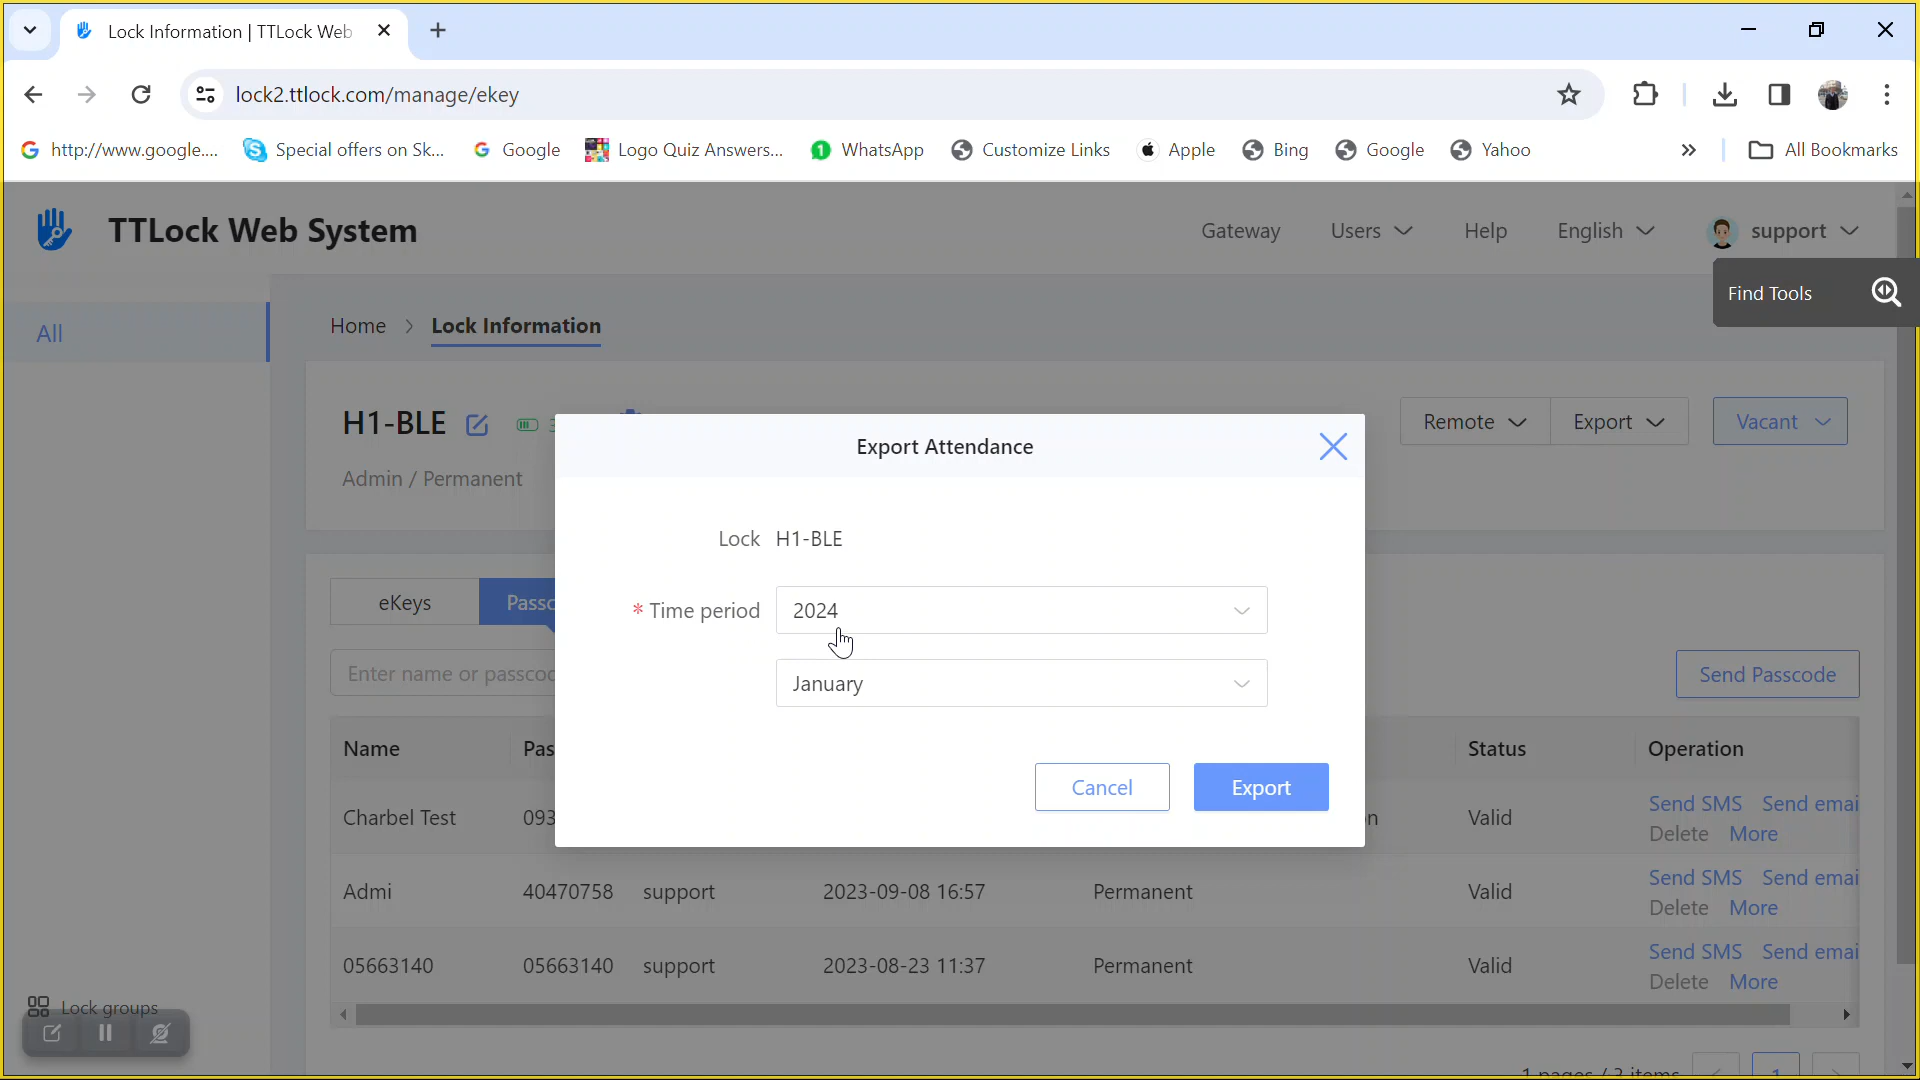 Lock Information | TTLock Web
lock2.ttlock.com/manage/ekey
http://www.google.... Special offers on Sk... Google Logo Quiz Answers... 1 WhatsApp Customize Links Apple Bing Google Yahoo » All Bookmarks
TTLock Web System Gateway Users Help English support
Find Tools
All
Home > Lock Information
H1-BLE
Remote Export Vacant
Admin / Permanent
Export Attendance
Lock H1-BLE
* Time period 2024
January
Cancel Export
eKeys Passc
Enter name or passcod
Send Passcode
Name Pas Status Operation
Charbel Test 093 n Valid Send SMS Send emai
Delete More
Admi 40470758 support 2023-09-08 16:57 Permanent Valid Send SMS Send emai
Delete More
05663140 05663140 support 2023-08-23 11:37 Permanent Valid Send SMS Send emai
Delete More
Lock groups
1 pages / 3 items 1